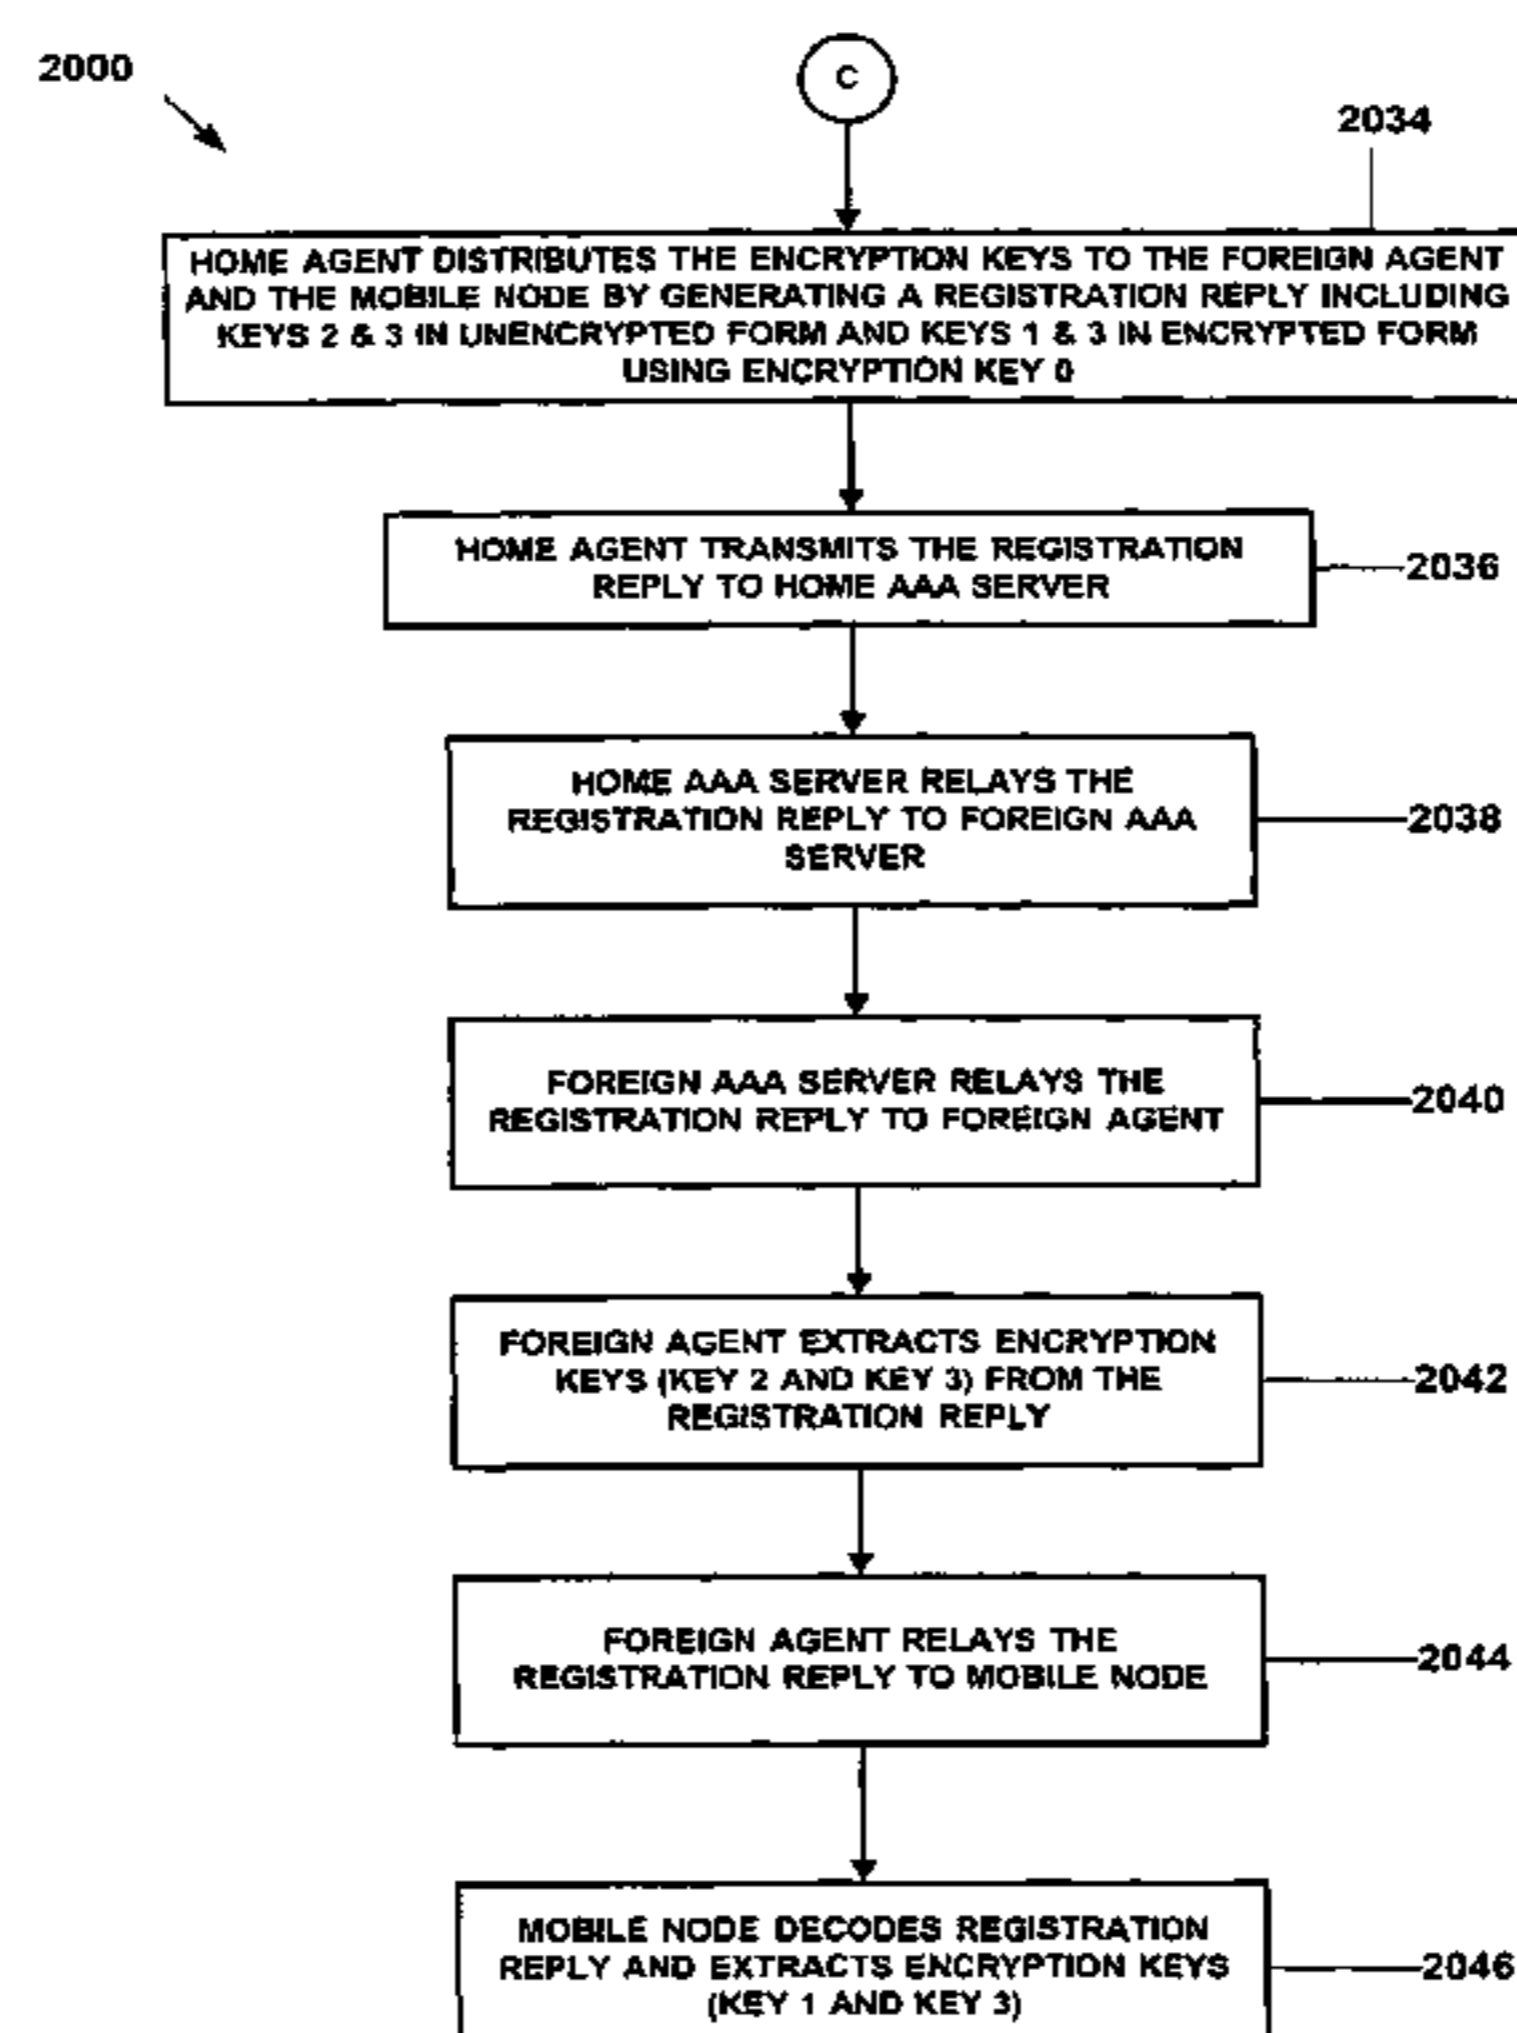 2000
C
2034
HOME AGENT DISTRIBUTES THE ENCRYPTION KEYS TO THE FOREIGN AGENT
AND THE MOBILE NODE BY GENERATING A REGISTRATION REPLY INCLUDING
KEYS 2 & 3 IN UNENCRYPTED FORM AND KEYS 1 & 3 IN ENCRYPTED FORM
USING ENCRYPTION KEY 0
HOME AGENT TRANSMITS THE REGISTRATION
REPLY TO HOME AAA SERVER
2036
HOME AAA SERVER RELAYS THE
REGISTRATION REPLY TO FOREIGN AAA
SERVER
2038
FOREIGN AAA SERVER RELAYS THE
REGISTRATION REPLY TO FOREIGN AGENT
2040
FOREIGN AGENT EXTRACTS ENCRYPTION
KEYS (KEY 2 AND KEY 3) FROM THE
REGISTRATION REPLY
2042
FOREIGN AGENT RELAYS THE
REGISTRATION REPLY TO MOBILE NODE
2044
MOBILE NODE DECODES REGISTRATION
REPLY AND EXTRACTS ENCRYPTION KEYS
(KEY 1 AND KEY 3)
2046